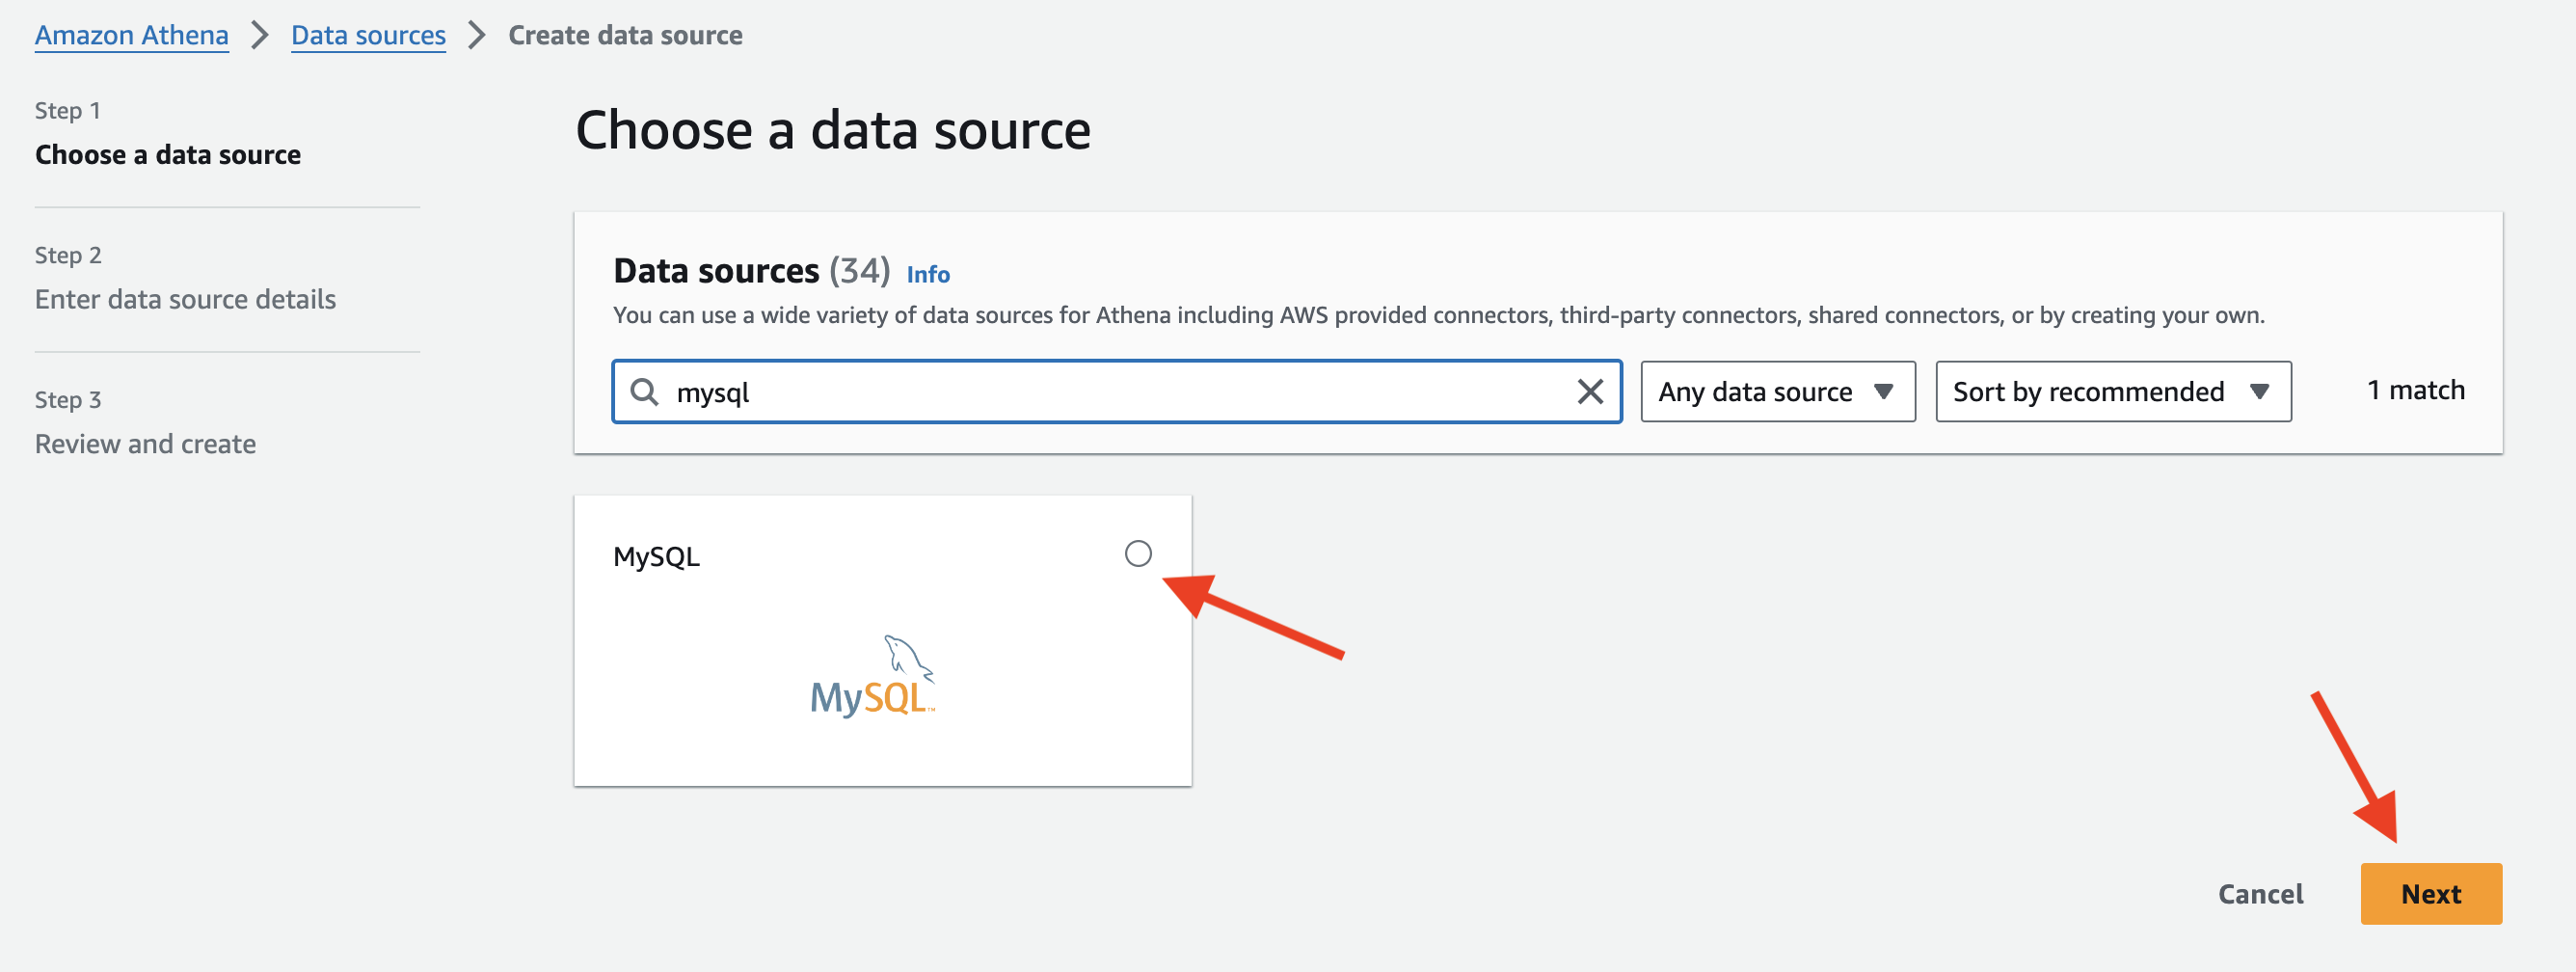 Amazon Athena > Data sources > Create data source
Step 1
Choose a data source
Step 2
Enter data source details
Step 3
Review and create
Choose a data source
Data sources (34) Info
You can use a wide variety of data sources for Athena including AWS provided connectors, third-party connectors, shared connectors, or by creating your own.
mysql
Any data source
Sort by recommended
1 match
MySQL
MySQL™
Cancel
Next